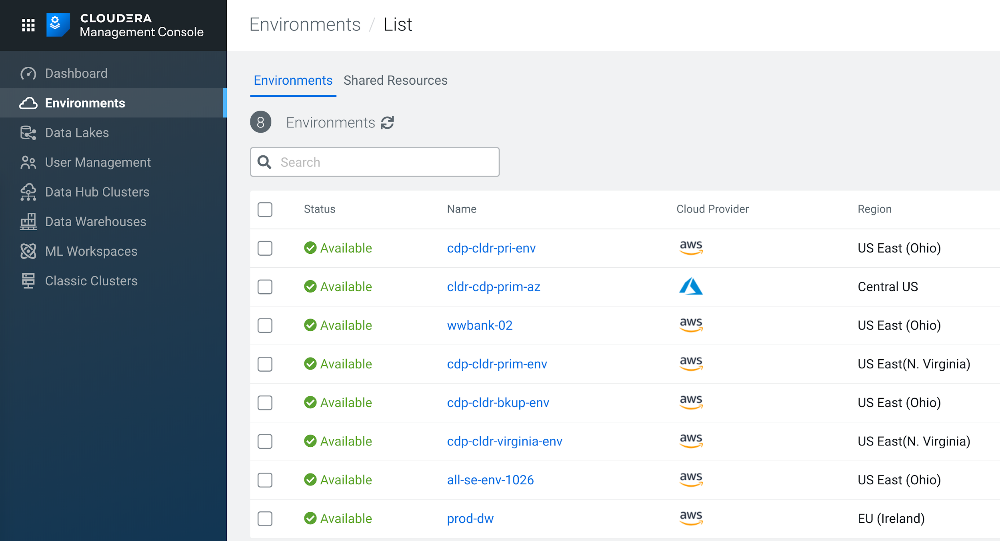 CLOUDERA
Management Console
Dashboard
Environments
Data Lakes
User Management
Data Hub Clusters
Data Warehouses
ML Workspaces
Classic Clusters
Environments / List
Environments Shared Resources
8 Environments
Search
Status Name Cloud Provider Region
Available cdp-cldr-pri-env aws US East (Ohio)
Available cldr-cdp-prim-az Central US
Available wwbank-02 aws US East (Ohio)
Available cdp-cldr-prim-env aws US East(N. Virginia)
Available cdp-cldr-bkup-env aws US East (Ohio)
Available cdp-cldr-virginia-env aws US East(N. Virginia)
Available all-se-env-1026 aws US East (Ohio)
Available prod-dw aws EU (Ireland)